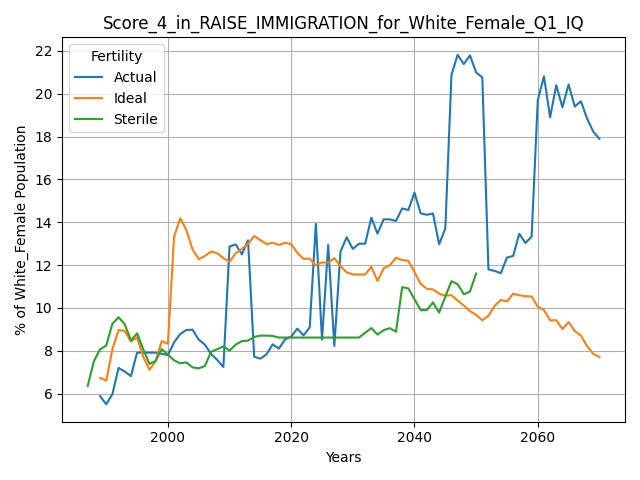 Score_4_in_RAISE_IMMIGRATION_for_White_Female_Q1_IQ
Fertility
Actual
Ideal
Sterile
% of White_Female Population
22
20
18
16
14
12
10
8
6
2000
2020
2040
2060
Years